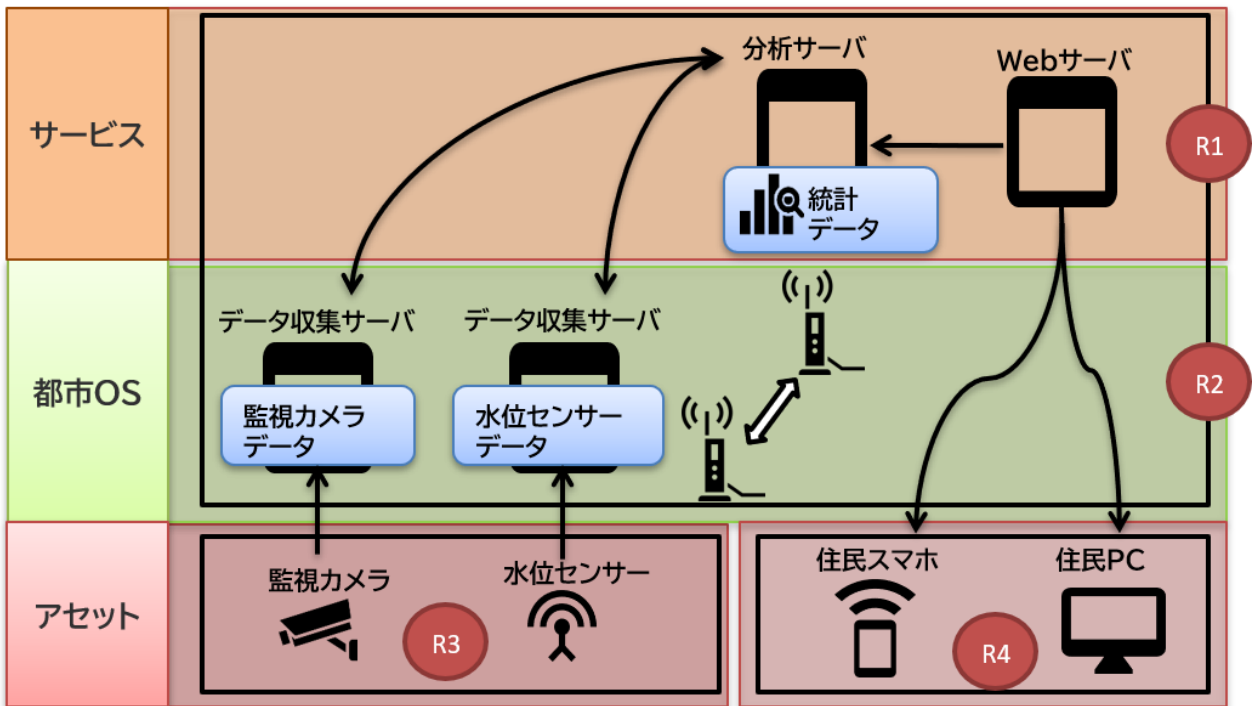 サービス
分析サーバ
Webサーバ
R1
統計
データ
都市OS
データ収集サーバ
データ収集サーバ
R2
監視カメラ
データ
水位センサー
データ
アセット
監視カメラ
水位センサー
R3
住民スマホ
住民PC
R4